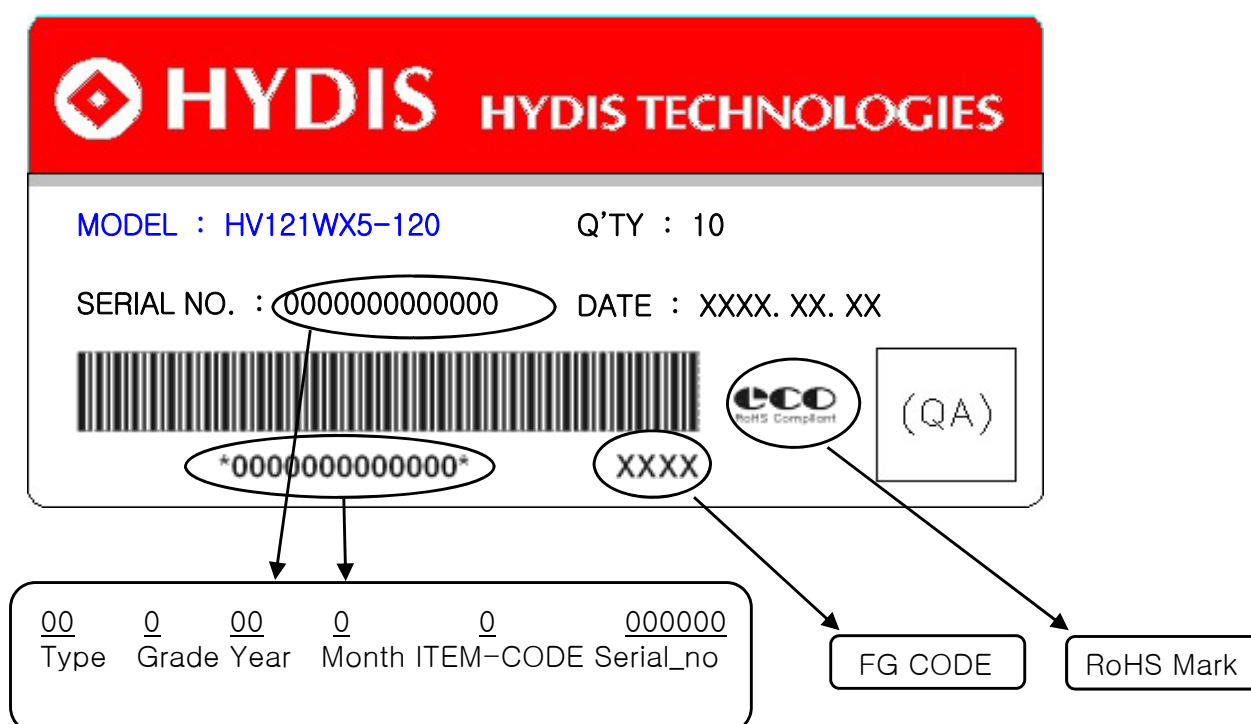 HYDIS HYDIS TECHNOLOGIES
MODEL : HV121WX5-120 Q'TY : 10
SERIAL NO. : 0000000000000 DATE : XXXX. XX. XX
eco
RoHS Compliant
(QA)
*0000000000000* XXXX
00 0 00 0 0 000000
Type Grade Year Month ITEM-CODE Serial_no
FG CODE
RoHS Mark